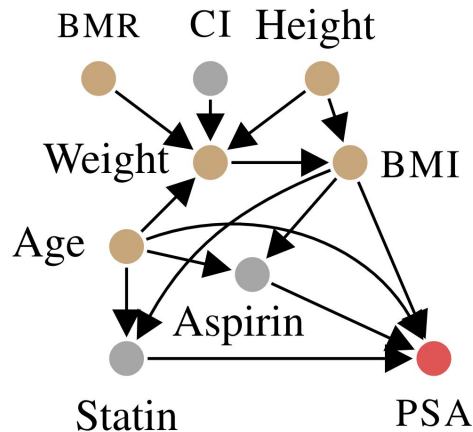 BMR CI Height
Weight BMI
Age
Aspirin
Statin PSA